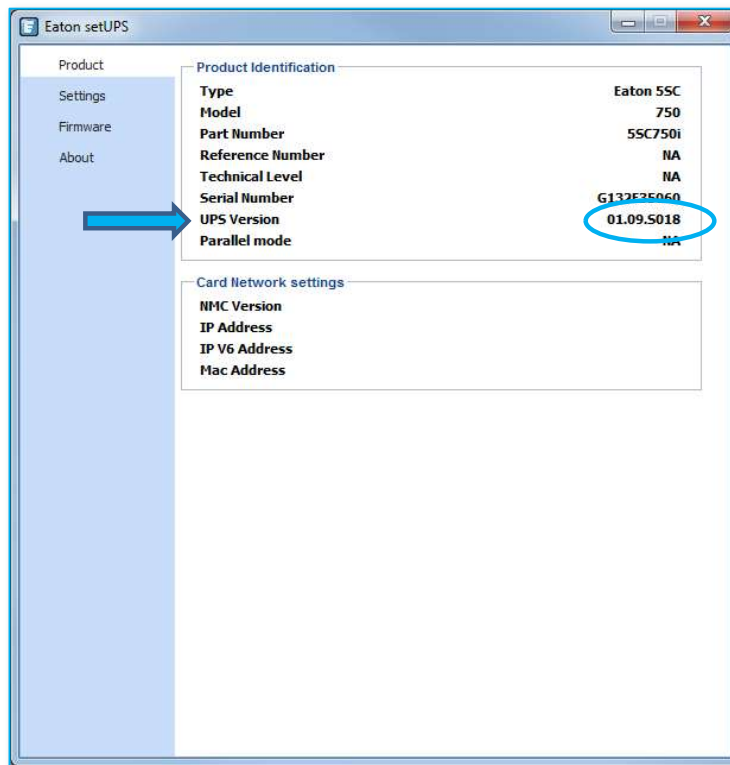 Eaton setUPS
Product
Settings
Firmware
About
Product Identification
Type Eaton 5SC
Model 750
Part Number 5SC750i
Reference Number NA
Technical Level NA
Serial Number
UPS Version 01.09.S018
Parallel mode NA
Card Network settings
NMC Version
IP Address
IP V6 Address
Mac Address